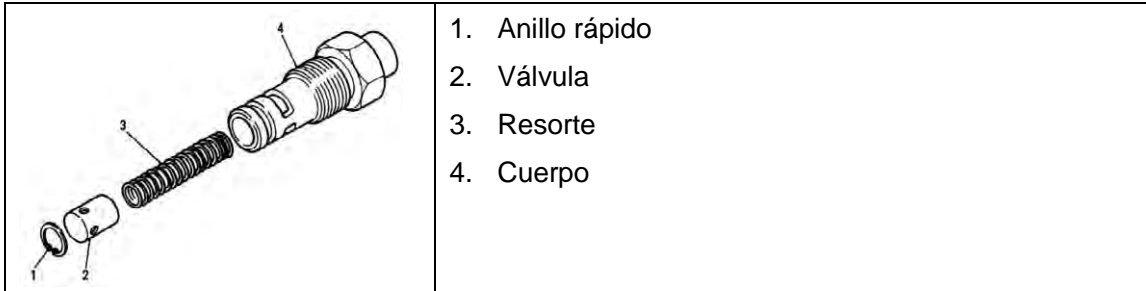 4
3
1
2
1. Anillo rápido
2. Válvula
3. Resorte
4. Cuerpo